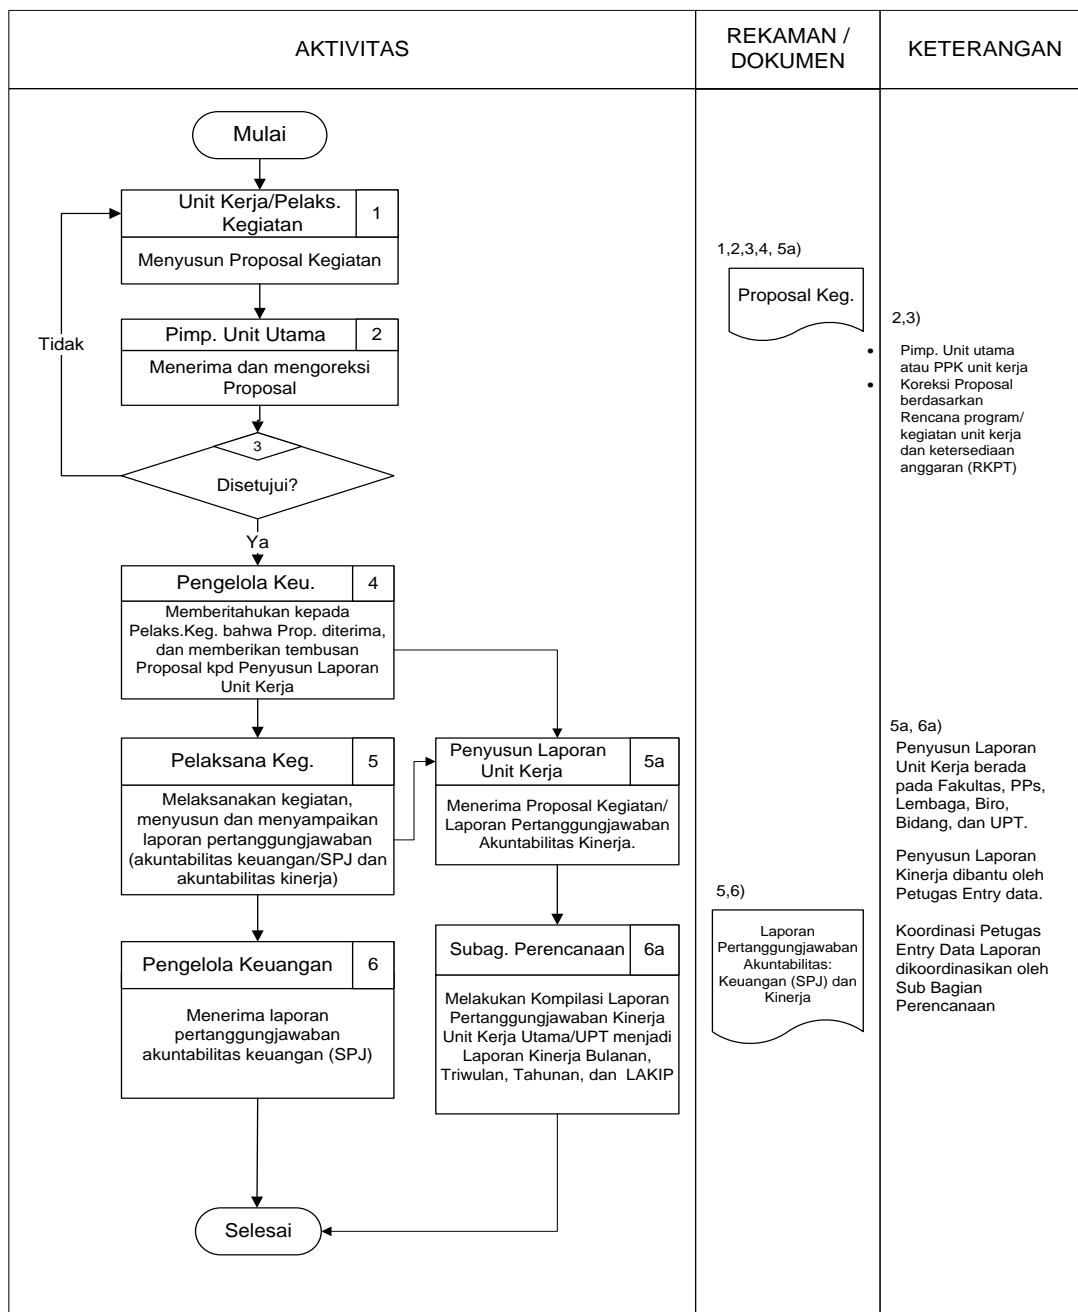 AKTIVITAS
REKAMAN /
DOKUMEN
KETERANGAN
Mulai
Unit Kerja/Pelaks.
Kegiatan
1
Menyusun Proposal Kegiatan
Tidak
Pimp. Unit Utama
2
Menerima dan mengoreksi
Proposal
3
Disetujui?
Ya
Pengelola Keu.
4
Memberitahukan kepada
Pelaks.Keg. bahwa Prop. diterima,
dan memberikan tembusan
Proposal kpd Penyusun Laporan
Unit Kerja
Pelaksana Keg.
5
Melaksanakan kegiatan,
menyusun dan menyampaikan
laporan pertanggungjawaban
(akuntabilitas keuangan/SPJ dan
akuntabilitas kinerja)
Penyusun Laporan
Unit Kerja
5a
Menerima Proposal Kegiatan/
Laporan Pertanggungjawaban
Akuntabilitas Kinerja.
Pengelola Keuangan
6
Menerima laporan
pertanggungjawaban
akuntabilitas keuangan (SPJ)
Subag. Perencanaan
6a
Melakukan Kompilasi Laporan
Pertanggungjawaban Kinerja
Unit Kerja Utama/UPT menjadi
Laporan Kinerja Bulanan,
Triwulan, Tahunan, dan LAKIP
Selesai
1,2,3,4, 5a)
Proposal Keg.
5,6)
Laporan
Pertanggungjawaban
Akuntabilitas:
Keuangan (SPJ) dan
Kinerja
2,3)
• Pimp. Unit utama
atau PPK unit kerja
• Koreksi Proposal
berdasarkan
Rencana program/
kegiatan unit kerja
dan ketersediaan
anggaran (RKPT)
5a, 6a)
Penyusun Laporan
Unit Kerja berada
pada Fakultas, PPs,
Lembaga, Biro,
Bidang, dan UPT.
Penyusun Laporan
Kinerja dibantu oleh
Petugas Entry data.
Koordinasi Petugas
Entry Data Laporan
dikoordinasikan oleh
Sub Bagian
Perencanaan